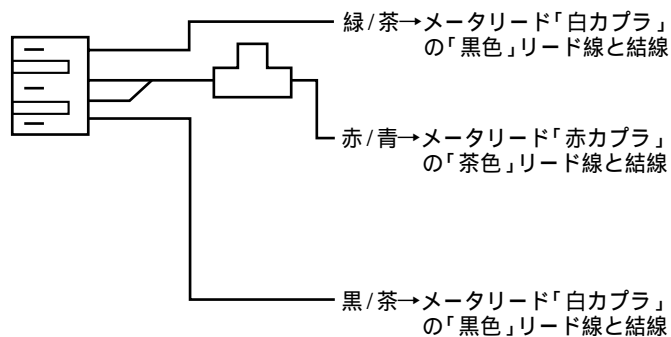 緑/茶→メータリード「白カプラ」
の「黒色」リード線と結線
赤/青→メータリード「赤カプラ」
の「茶色」リード線と結線
黒/茶→メータリード「白カプラ」
の「黒色」リード線と結線